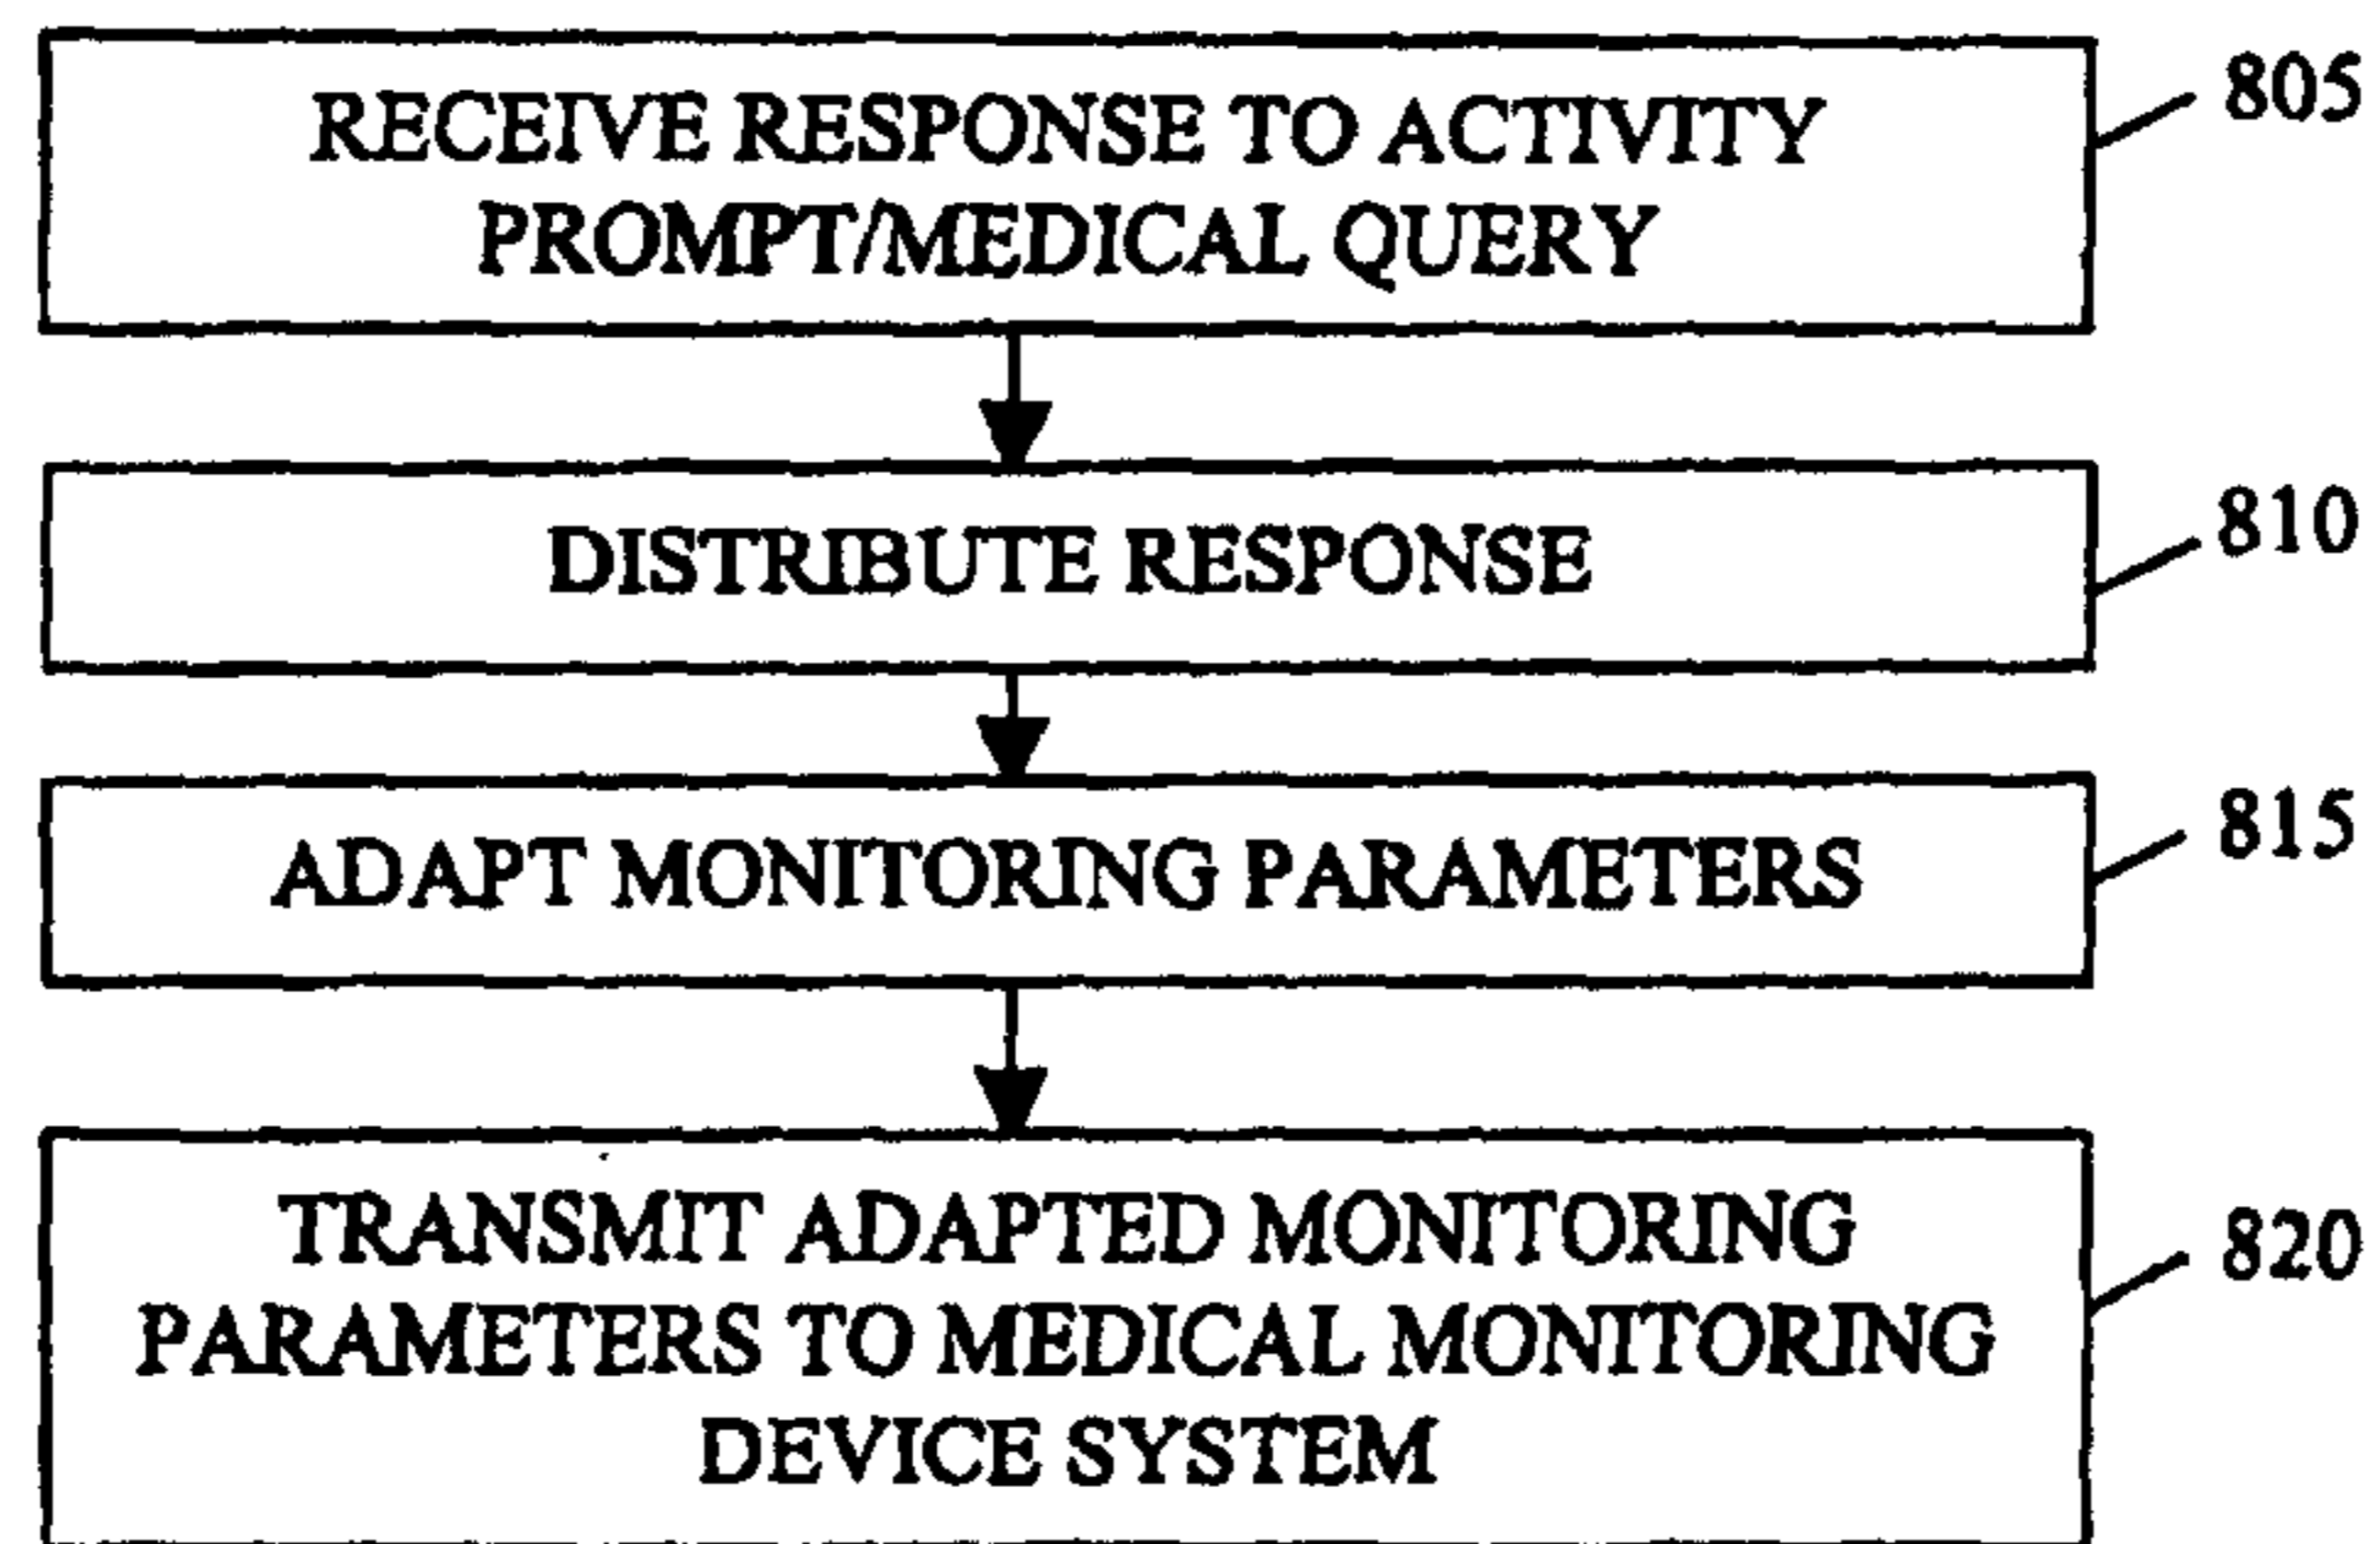 RECEIVE RESPONSE TO ACTIVITY
PROMPT/MEDICAL QUERY
805
DISTRIBUTE RESPONSE
810
ADAPT MONITORING PARAMETERS
815
TRANSMIT ADAPTED MONITORING
PARAMETERS TO MEDICAL MONITORING
DEVICE SYSTEM
820